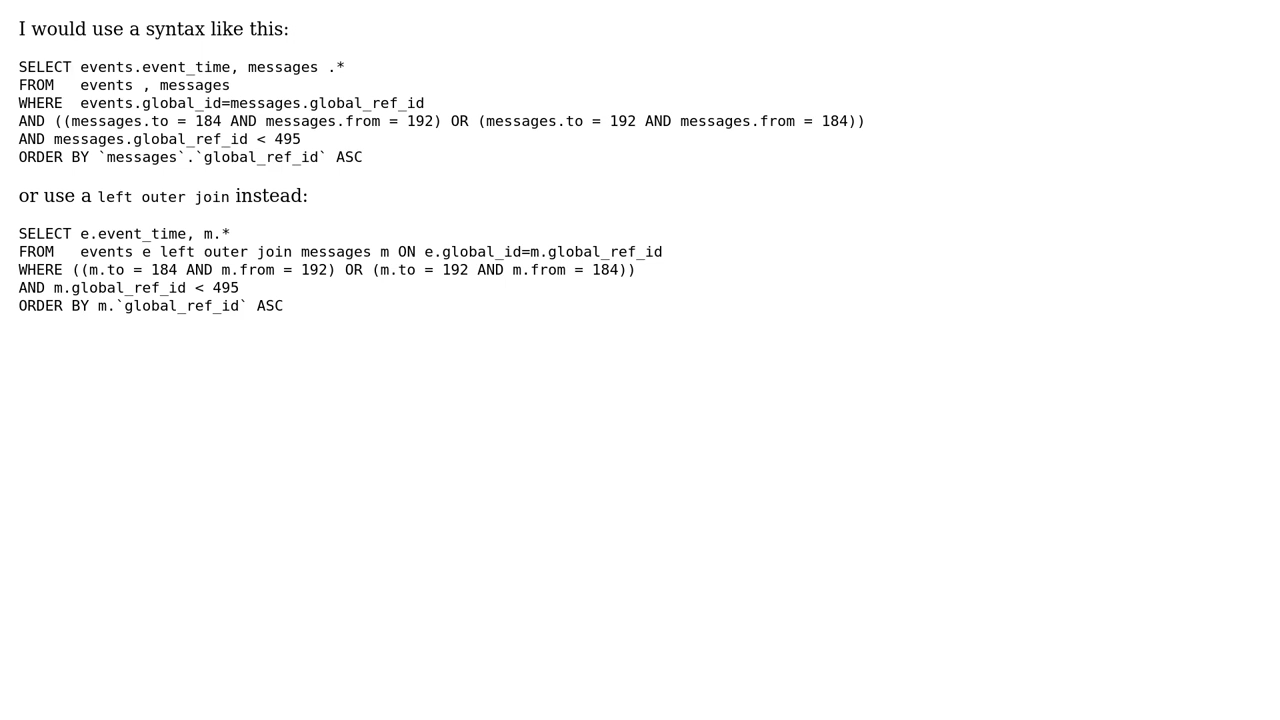 I would use a syntax like this:
SELECT events.event_time, messages .*
FROM   events , messages
WHERE  events.global_id=messages.global_ref_id
AND ((messages.to = 184 AND messages.from = 192) OR (messages.to = 192 AND messages.from = 184))
AND messages.global_ref_id < 495
ORDER BY `messages`.`global_ref_id` ASC
or use a left outer join instead:
SELECT e.event_time, m.*
FROM   events e left outer join messages m ON e.global_id=m.global_ref_id
WHERE ((m.to = 184 AND m.from = 192) OR (m.to = 192 AND m.from = 184))
AND m.global_ref_id < 495
ORDER BY m.`global_ref_id` ASC